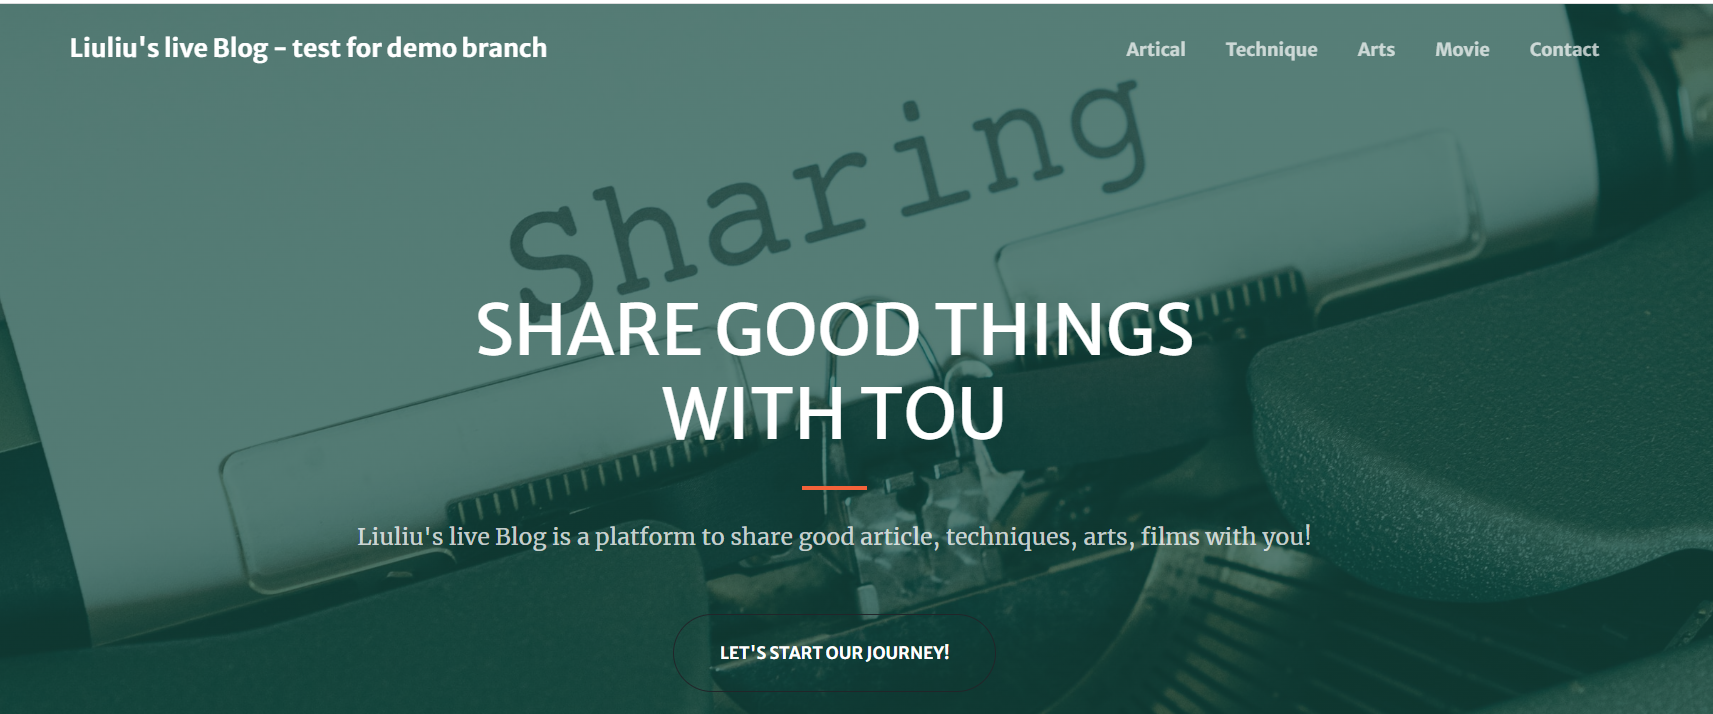 Liuliu's live Blog - test for demo branch
Artical Technique Arts Movie Contact
Sharing
SHARE GOOD THINGS
WITH TOU
Liuliu's live Blog is a platform to share good article, techniques, arts, films with you!
LET'S START OUR JOURNEY!